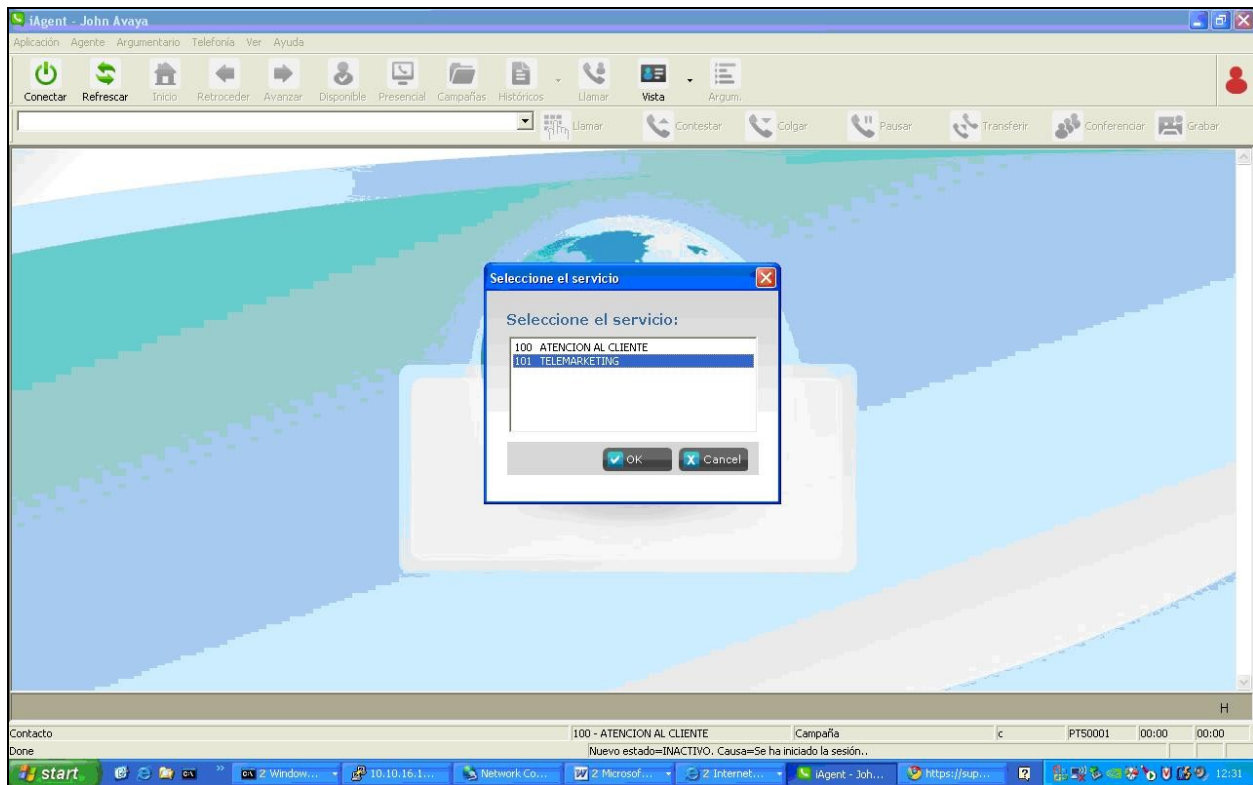 iAgent - John Avaya
Aplicación Agente Argumentario Telefonía Ver Ayuda
Conectar Refrescar Inicio Retroceder Avanzar Disponible Presencial Campañas Históricos Llamar Vista Argum.
Llamar Contestar Colgar Pausar Transferir Conferenciar Grabar
Seleccione el servicio
Seleccione el servicio:
100 ATENCION AL CLIENTE
101 TELEMARKETING
OK Cancel
H
Contacto 100 - ATENCION AL CLIENTE Campaña c PT50001 00:00 00:00
Done Nuevo estado=INACTIVO. Causa=Se ha iniciado la sesión..
start 2 Window... 10.10.16.1... Network Co... 2 Microsof... 2 Internet... iAgent - Joh... https://sup... 12:31